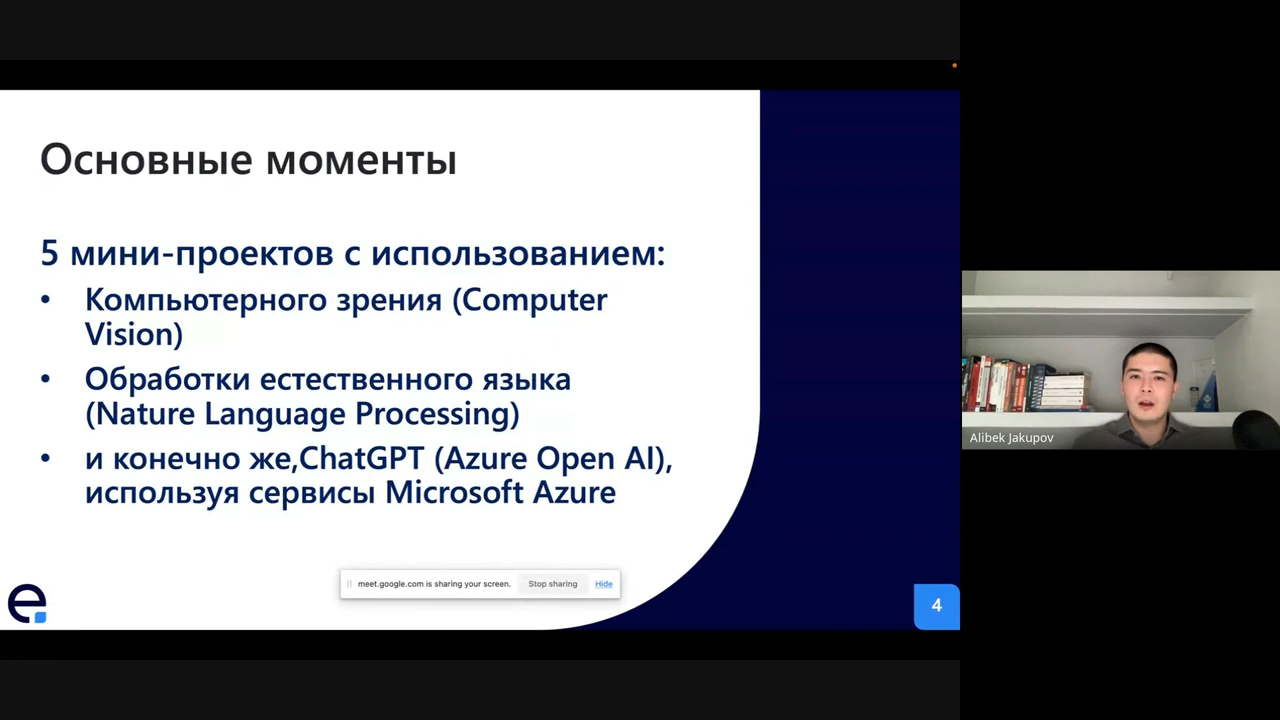 Основные моменты
5 мини-проектов с использованием:
• Компьютерного зрения (Computer
Vision)
• Обработки естественного языка
(Nature Language Processing)
• и конечно же,ChatGPT (Azure Open AI),
используя сервисы Microsoft Azure
meet.google.com is sharing your screen. Stop sharing Hide
e
4
Alibek Jakupov